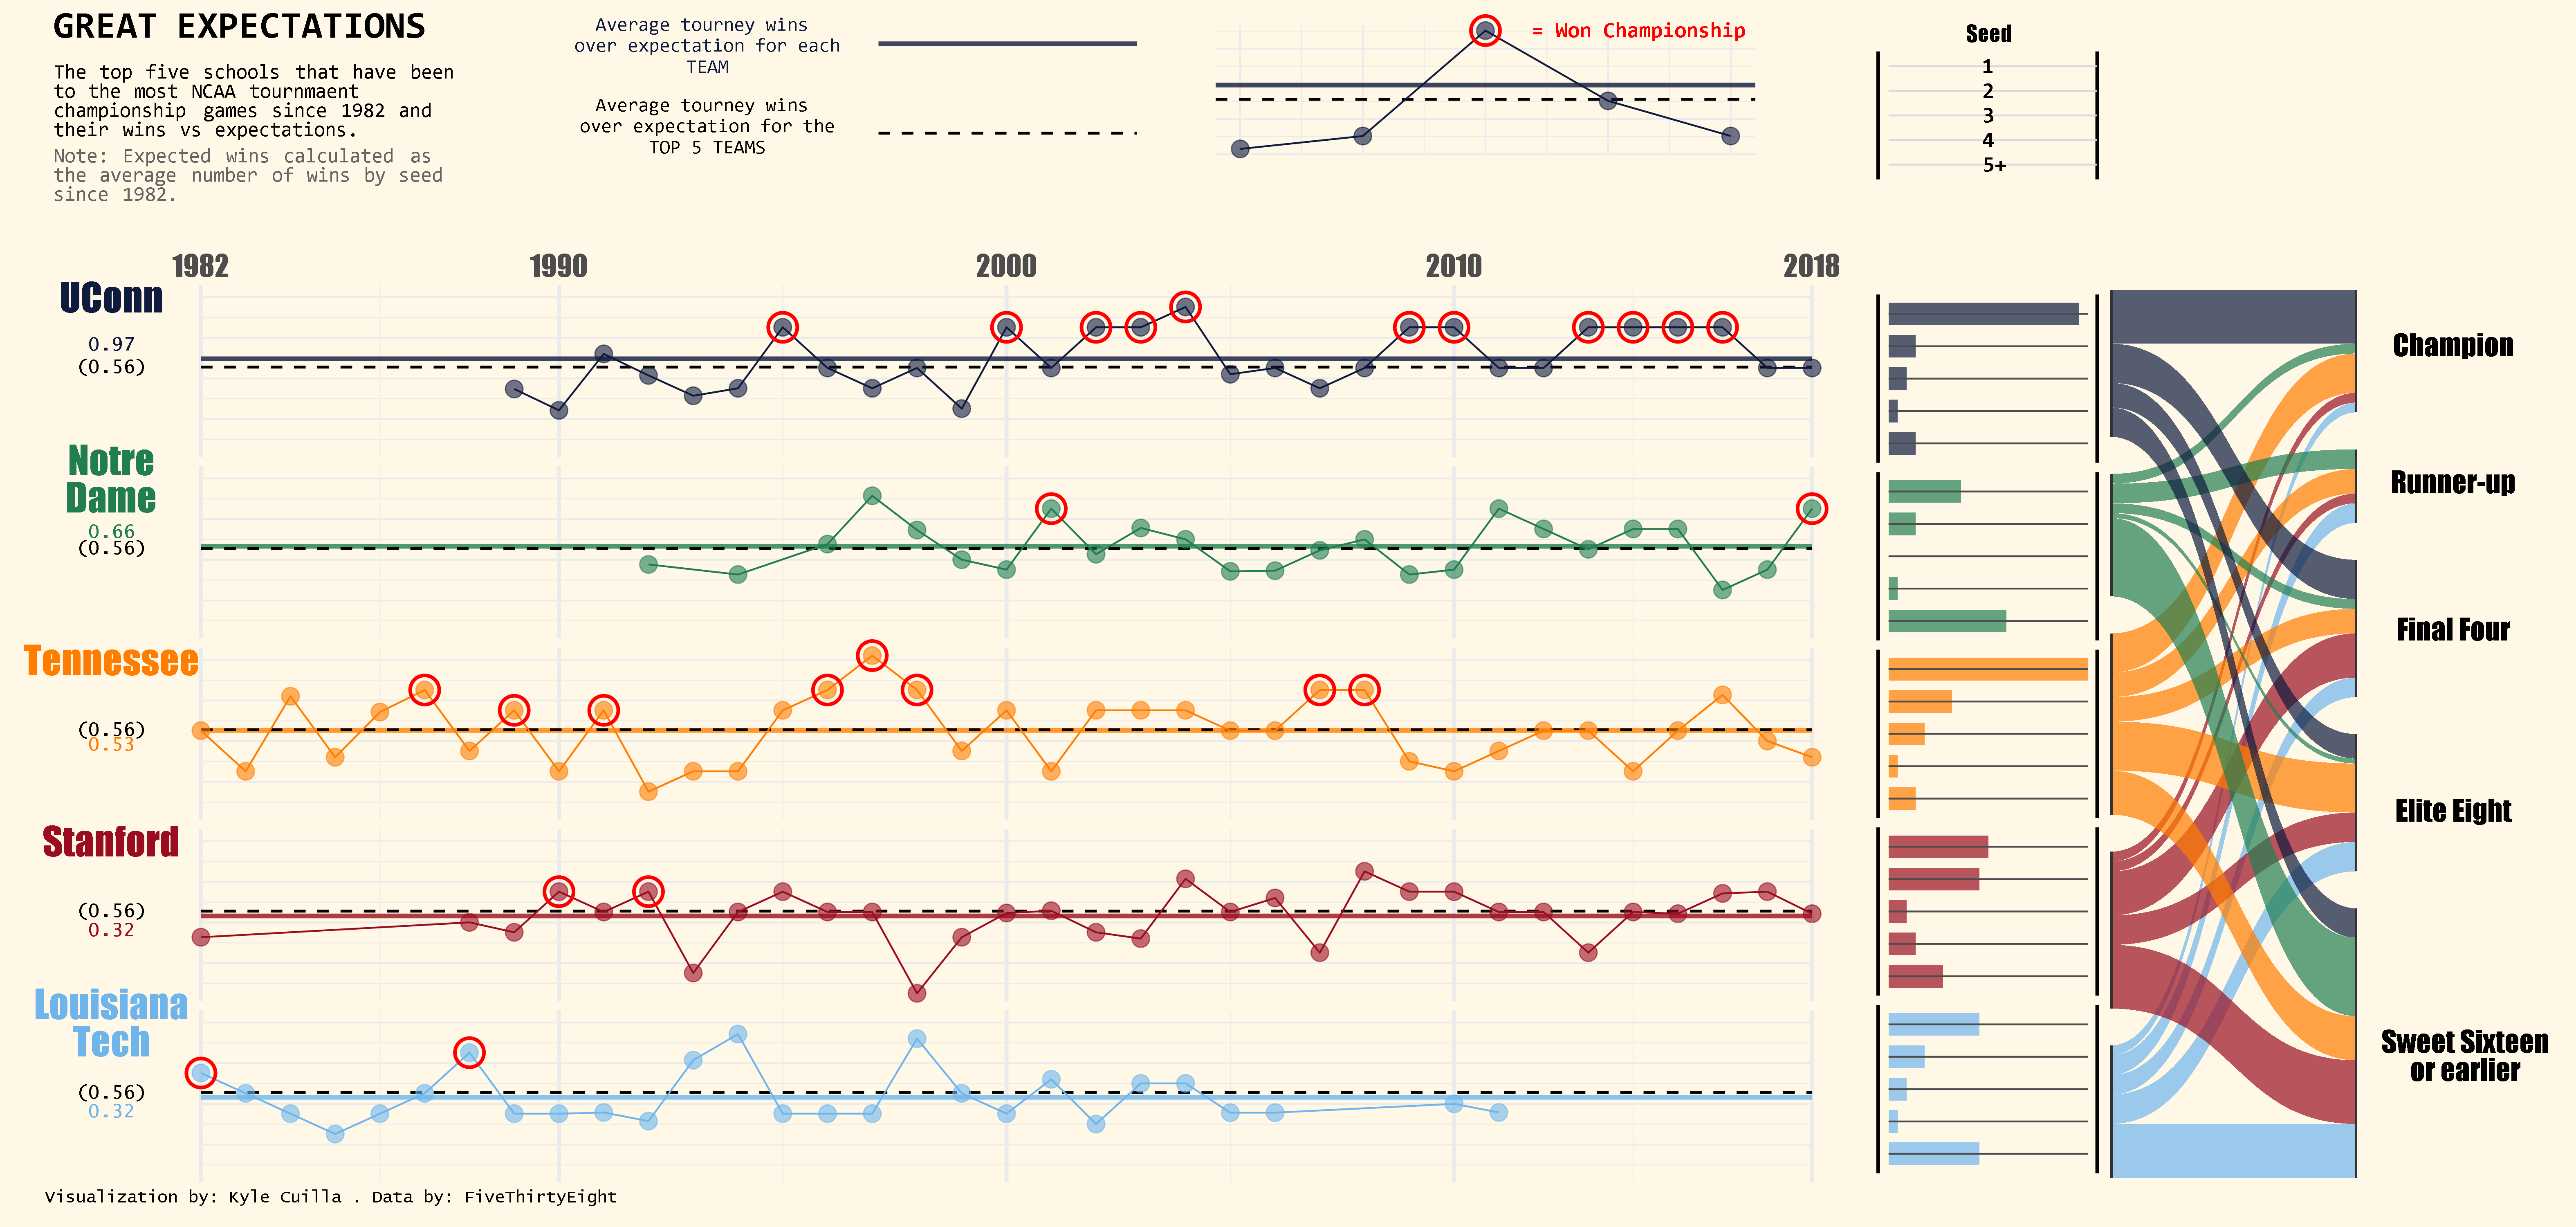 GREAT EXPECTATIONS
The top five schools that have been
to the most NCAA tournmaent
championship games since 1982 and
their wins vs expectations.
Note: Expected wins calculated as
the average number of wins by seed
since 1982.
Average tourney wins
over expectation for each
TEAM
Average tourney wins
over expectation for the
TOP 5 TEAMS
= Won Championship
Seed
1
2
3
4
5+
1982
1990
2000
2010
2018
UConn
0.97
(0.56)
Notre
Dame
0.66
(0.56)
Tennessee
(0.56)
0.53
Stanford
(0.56)
0.32
Louisiana
Tech
(0.56)
0.32
Champion
Runner-up
Final Four
Elite Eight
Sweet Sixteen
or earlier
Visualization by: Kyle Cuilla . Data by: FiveThirtyEight